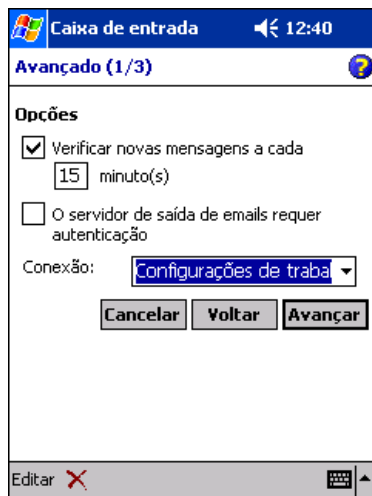 Caixa de entrada 12:40
Avançado (1/3)
Opções
Verificar novas mensagens a cada
15 minuto(s)
O servidor de saída de emails requer
autenticação
Conexão: Configurações de traba
Cancelar Voltar Avançar
Editar